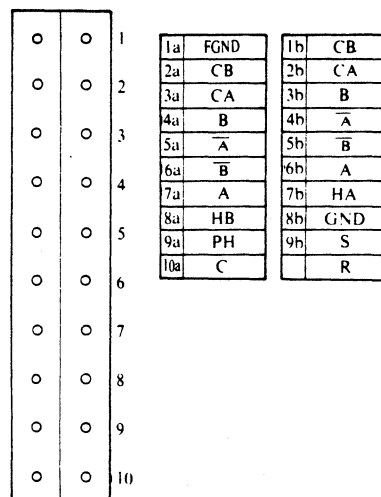 1
2
3
4
5
6
7
8
9
10
1a FGND
2a CB
3a CA
4a B
5a A̅
6a B̅
7a A
8a HB
9a PH
10a C
1b CB
2b CA
3b B
4b A̅
5b B̅
6b A
7b HA
8b GND
9b S
R